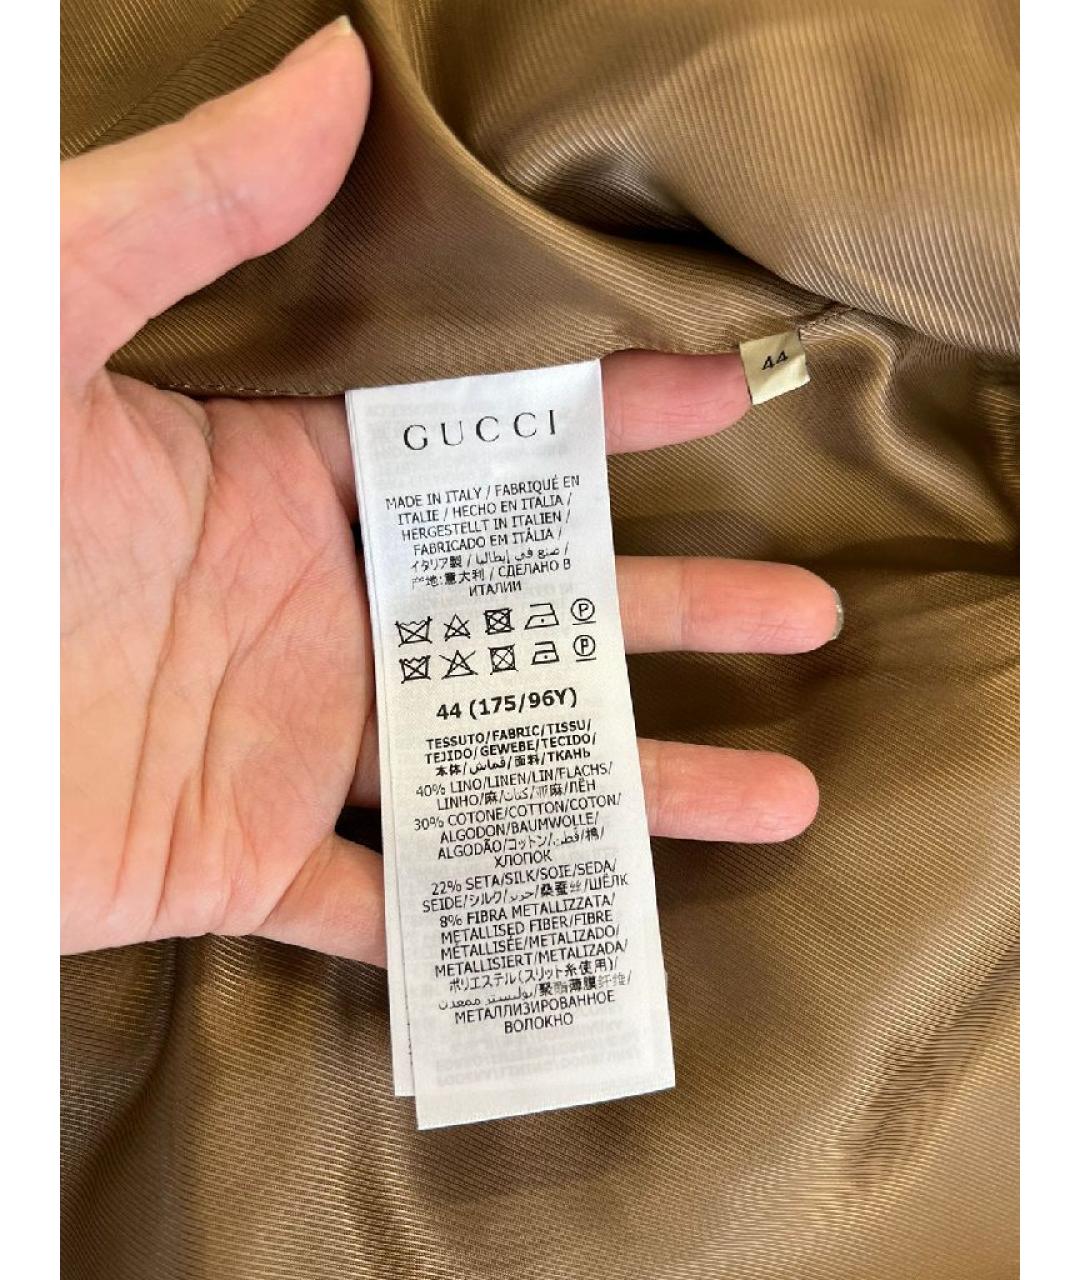 44
GUCCI
MADE IN ITALY / FABRIQUÉ EN
ITALIE / HECHO EN ITALIA /
HERGESTELLT IN ITALIEN /
FABRICADO EM ITÁLIA /
イタリア製 / صنع في إيطاليا /
产地:意大利 / СДЕЛАНО В
ИТАЛИИ
44 (175/96Y)
TESSUTO/FABRIC/TISSU/
TEJIDO/GEWEBE/TECIDO/
本体/قماش/面料/ТКАНЬ
40% LINO/LINEN/LIN/FLACHS/
LINHO/麻/كتان/亚麻/ЛЁН
30% COTONE/COTTON/COTON/
ALGODON/BAUMWOLLE/
ALGODÃO/コットン/قطن/棉/
ХЛОПОК
22% SETA/SILK/SOIE/SEDA/
SEIDE/シルク/حرير/桑蚕丝/ШЁЛК
8% FIBRA METALLIZZATA/
METALLISED FIBER/FIBRE
MÉTALLISÉE/METALIZADO/
METALLISIERT/METALIZADA/
ポリエステル(スリット糸使用)/
بوليستر ممعدن/聚酯薄膜纤维/
МЕТАЛЛИЗИРОВАННОЕ
ВОЛОКНО